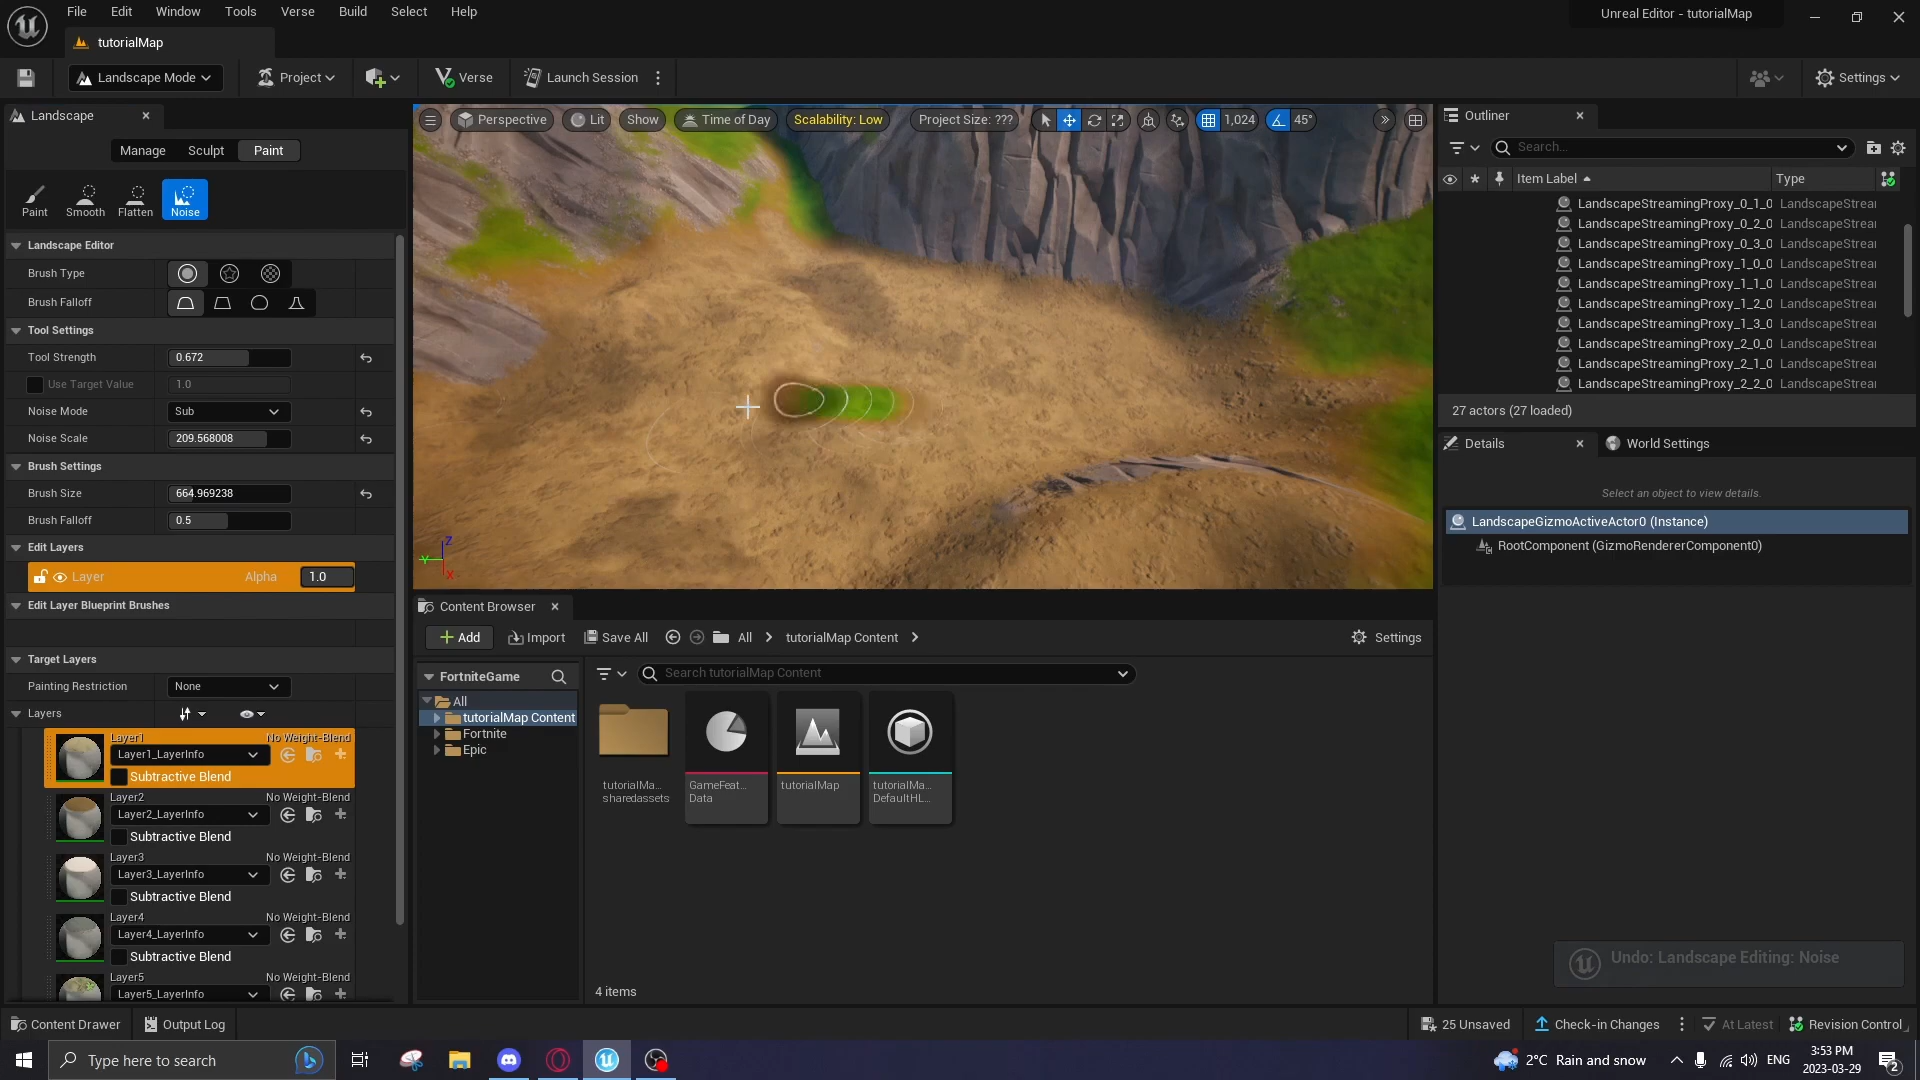 File Edit Window Tools Verse Build Select Help
Unreal Editor - tutorialMap
tutorialMap
Landscape Mode
Project
Verse
Launch Session
Settings
Landscape
Manage Sculpt Paint
Paint Smooth Flatten Noise
Landscape Editor
Brush Type
Brush Falloff
Tool Settings
Tool Strength 0.672
Use Target Value 1.0
Noise Mode Sub
Noise Scale 209.568008
Brush Settings
Brush Size 664.969238
Brush Falloff 0.5
Edit Layers
Layer Alpha 1.0
Edit Layer Blueprint Brushes
Target Layers
Painting Restriction None
Layers
Layer1 No Weight-Blend
Layer1_LayerInfo
Subtractive Blend
Layer2 No Weight-Blend
Layer2_LayerInfo
Subtractive Blend
Layer3 No Weight-Blend
Layer3_LayerInfo
Subtractive Blend
Layer4 No Weight-Blend
Layer4_LayerInfo
Subtractive Blend
Layer5 No Weight-Blend
Layer5_LayerInfo
Perspective Lit Show Time of Day Scalability: Low Project Size: ??? 1,024 45°
Z
Y
X
Content Browser
Add Import Save All All tutorialMap Content Settings
FortniteGame
Search tutorialMap Content
All
tutorialMap Content
Fortnite
Epic
tutorialMa...
sharedassets
GameFeat...
Data
tutorialMap
tutorialMa...
DefaultHL...
4 items
Outliner
Search...
Item Label Type
LandscapeStreamingProxy_0_1_0 LandscapeStreai
LandscapeStreamingProxy_0_2_0 LandscapeStreai
LandscapeStreamingProxy_0_3_0 LandscapeStreai
LandscapeStreamingProxy_1_0_0 LandscapeStreai
LandscapeStreamingProxy_1_1_0 LandscapeStreai
LandscapeStreamingProxy_1_2_0 LandscapeStreai
LandscapeStreamingProxy_1_3_0 LandscapeStreai
LandscapeStreamingProxy_2_0_0 LandscapeStreai
LandscapeStreamingProxy_2_1_0 LandscapeStreai
LandscapeStreamingProxy_2_2_0 LandscapeStreai
27 actors (27 loaded)
Details
World Settings
Select an object to view details.
LandscapeGizmoActiveActor0 (Instance)
RootComponent (GizmoRendererComponent0)
Undo: Landscape Editing: Noise
Content Drawer Output Log
25 Unsaved Check-in Changes At Latest Revision Control
Type here to search
2°C Rain and snow
ENG
3:53 PM
2023-03-29
2